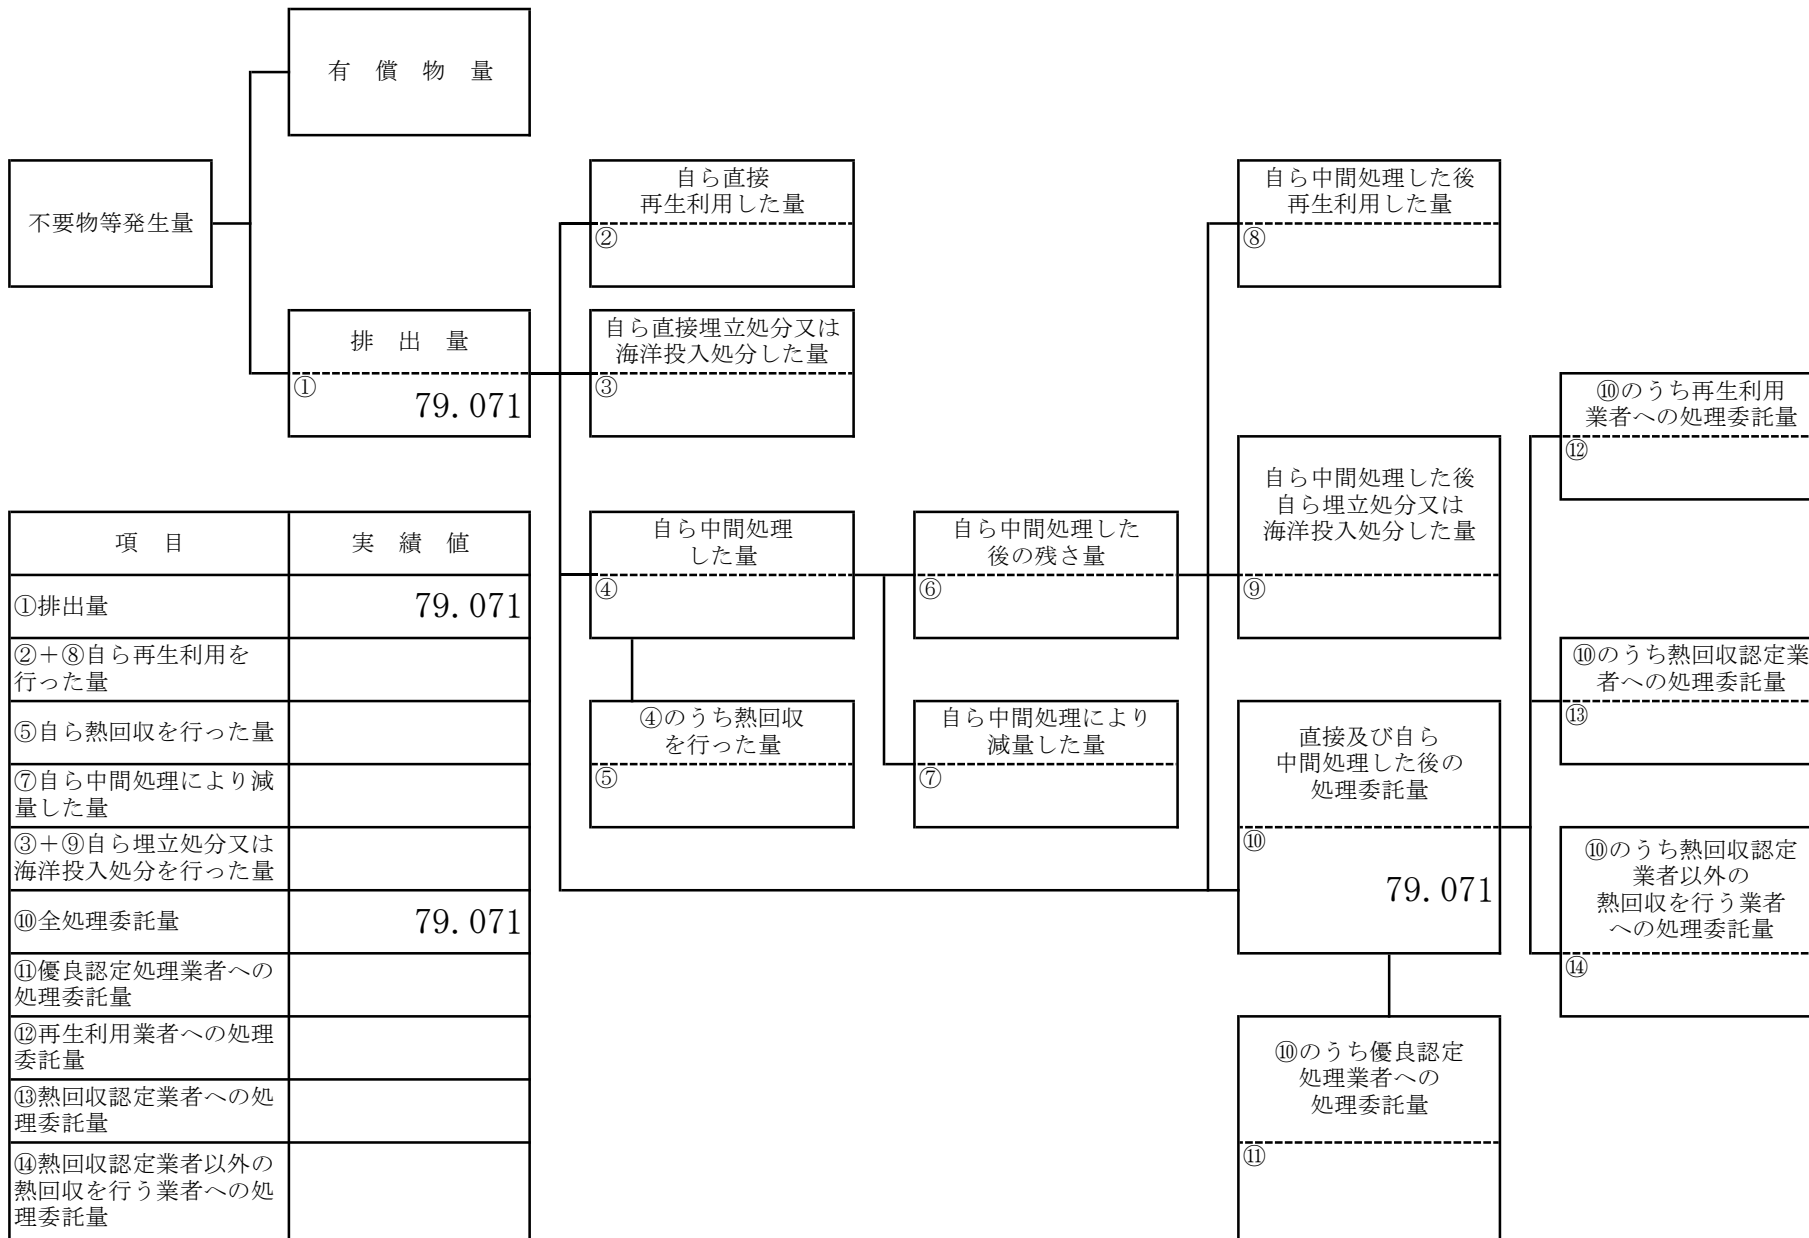 有　償　物　量
不要物等発生量
自ら直接
再生利用した量
②
自ら中間処理した後
再生利用した量
⑧
排　出　量
①
79.071
自ら直接埋立処分又は
海洋投入処分した量
③
⑩のうち再生利用
業者への処理委託量
⑫
自ら中間処理した後
自ら埋立処分又は
海洋投入処分した量
⑨
自ら中間処理
した量
④
自ら中間処理した
後の残さ量
⑥
⑩のうち熱回収認定業
者への処理委託量
⑬
④のうち熱回収
を行った量
⑤
自ら中間処理により
減量した量
⑦
直接及び自ら
中間処理した後の
処理委託量
⑩
79.071
⑩のうち熱回収認定
業者以外の
熱回収を行う業者
への処理委託量
⑭
⑩のうち優良認定
処理業者への
処理委託量
⑪
項　目
実　績　値
①排出量
79.071
②＋⑧自ら再生利用を
行った量
⑤自ら熱回収を行った量
⑦自ら中間処理により減
量した量
③＋⑨自ら埋立処分又は
海洋投入処分を行った量
⑩全処理委託量
79.071
⑪優良認定処理業者への
処理委託量
⑫再生利用業者への処理
委託量
⑬熱回収認定業者への処
理委託量
⑭熱回収認定業者以外の
熱回収を行う業者への処
理委託量